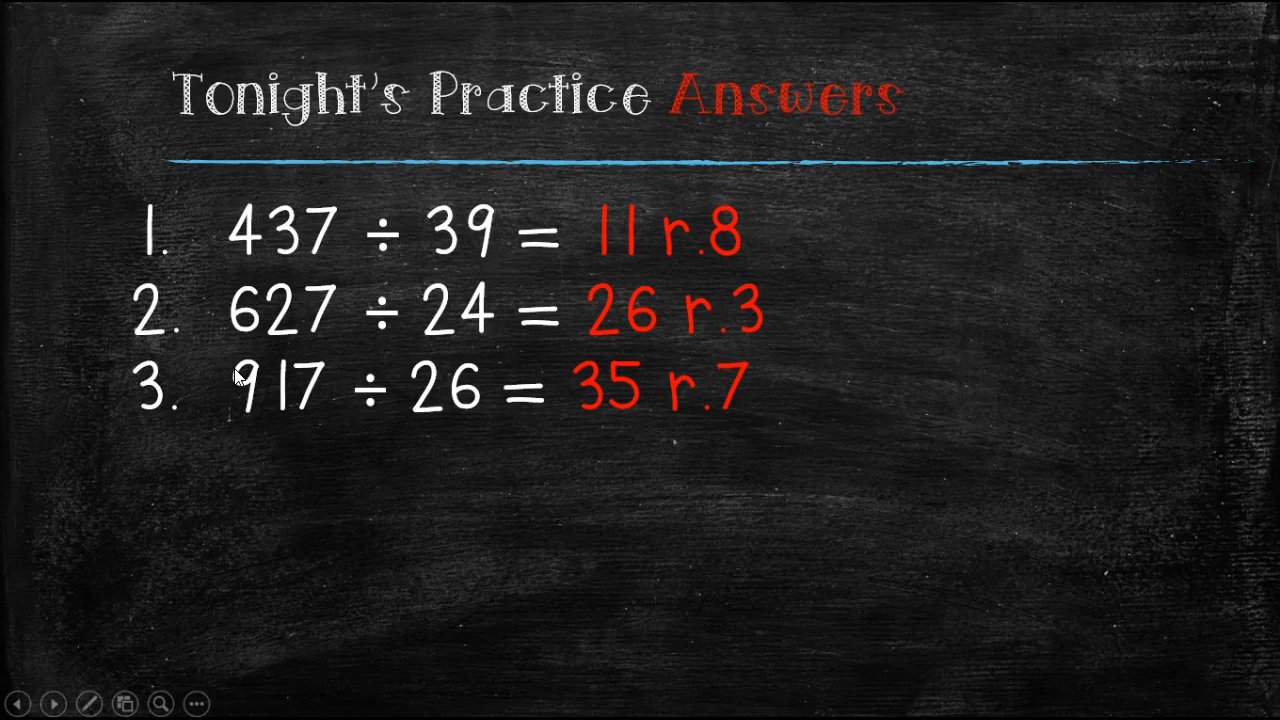 Tonight's Practice Answers
1. 437 ÷ 39 = 11 r.8
2. 627 ÷ 24 = 26 r.3
3. 917 ÷ 26 = 35 r.7